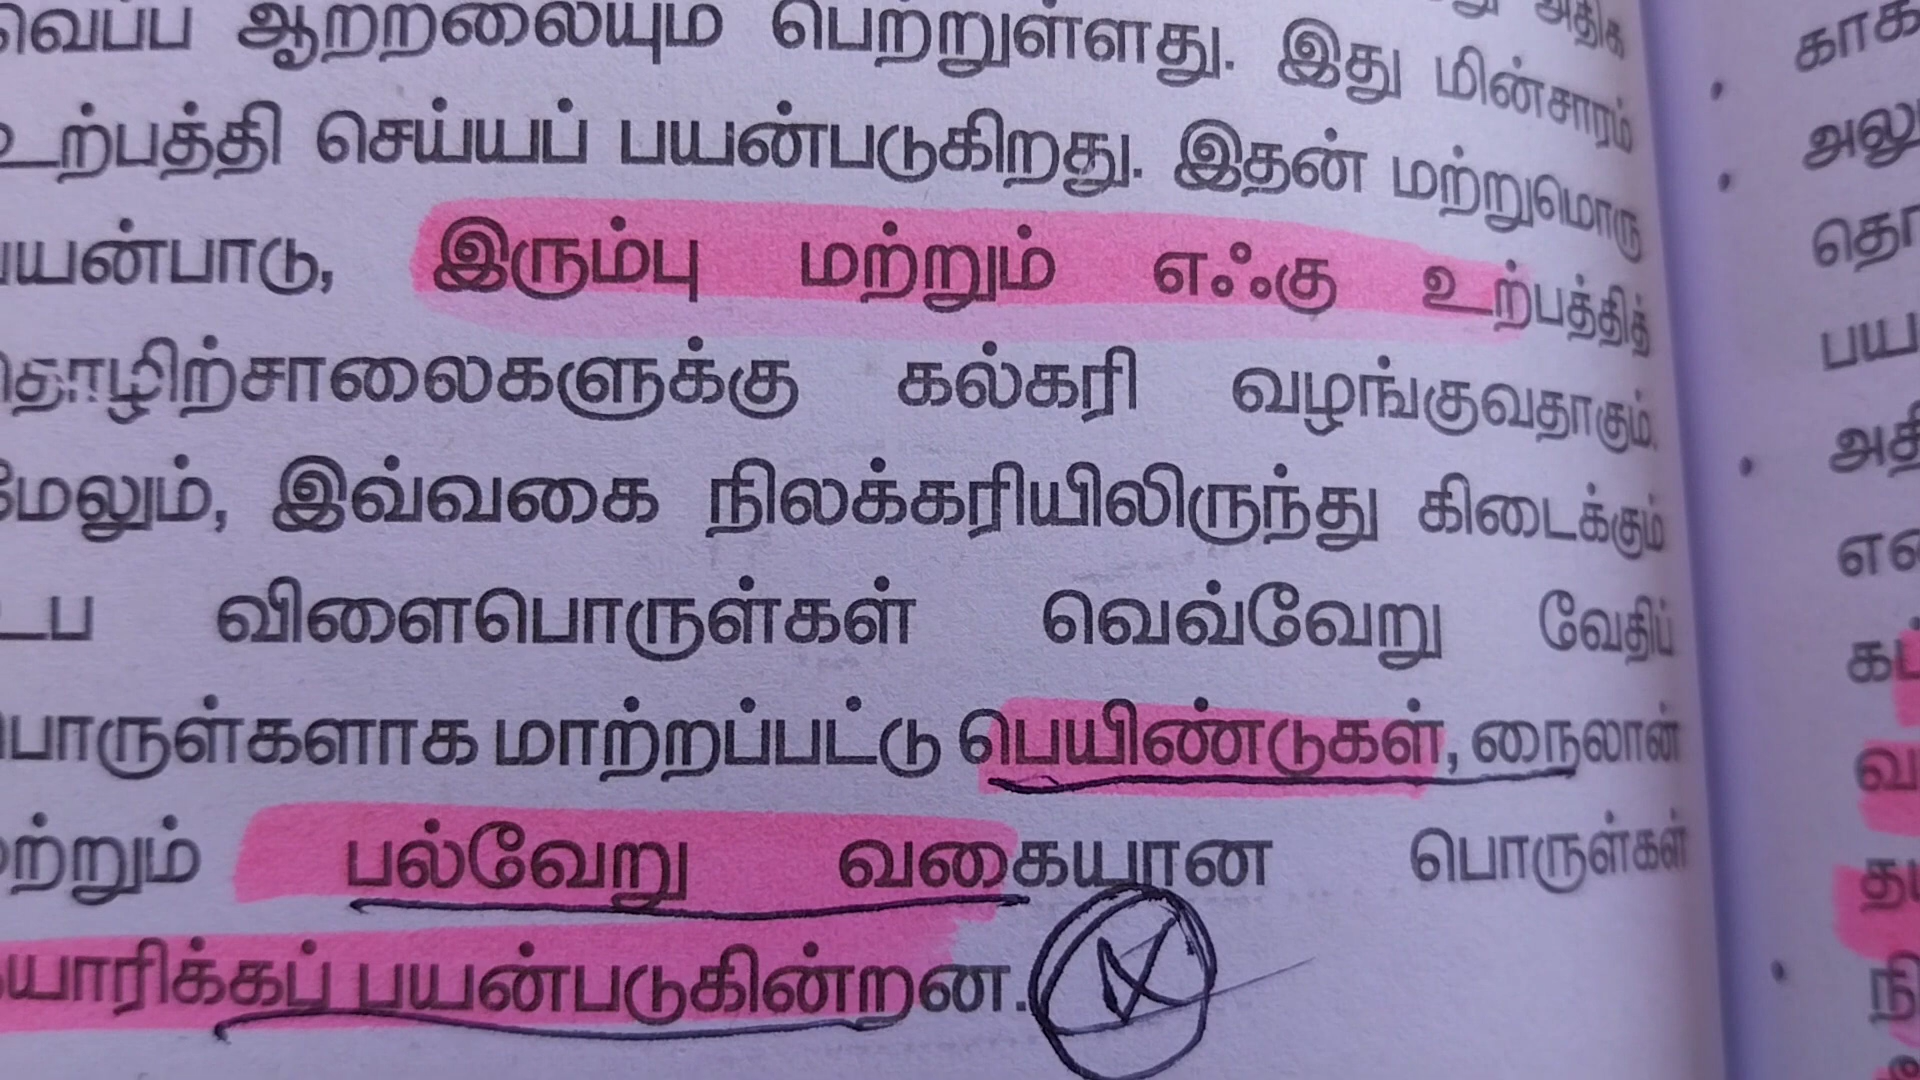 வெப்ப ஆற்றலையும் பெற்றுள்ளது. இது மின்சாரம்
உற்பத்தி செய்யப் பயன்படுகிறது. இதன் மற்றுமொரு
பயன்பாடு, இரும்பு மற்றும் எஃகு உற்பத்தித்
தொழிற்சாலைகளுக்கு கல்கரி வழங்குவதாகும்.
மேலும், இவ்வகை நிலக்கரியிலிருந்து கிடைக்கும்
உப விளைபொருள்கள் வெவ்வேறு வேதிப்
பொருள்களாக மாற்றப்பட்டு பெயிண்டுகள், நைலான்
மற்றும் பல்வேறு வகையான பொருள்கள்
தயாரிக்கப் பயன்படுகின்றன.